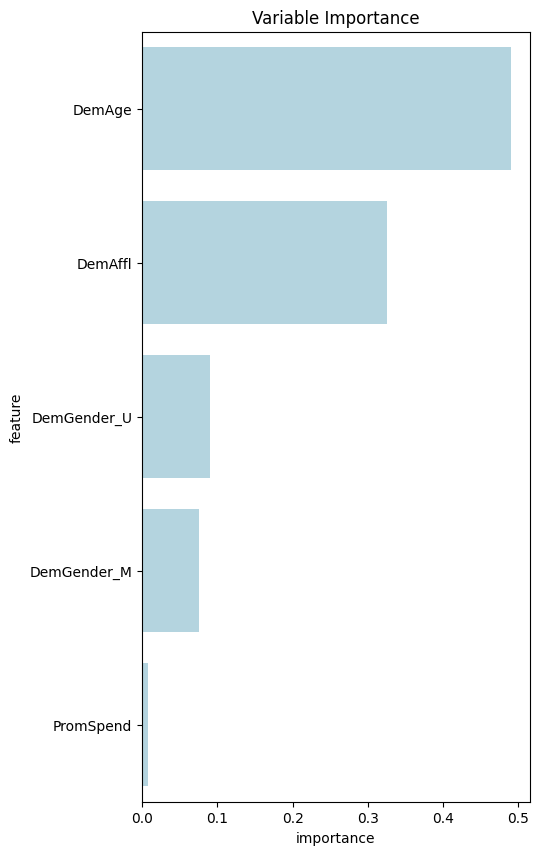 Variable Importance
DemAge
DemAffl
DemGender_U
DemGender_M
PromSpend
feature
0.0 0.1 0.2 0.3 0.4 0.5
importance